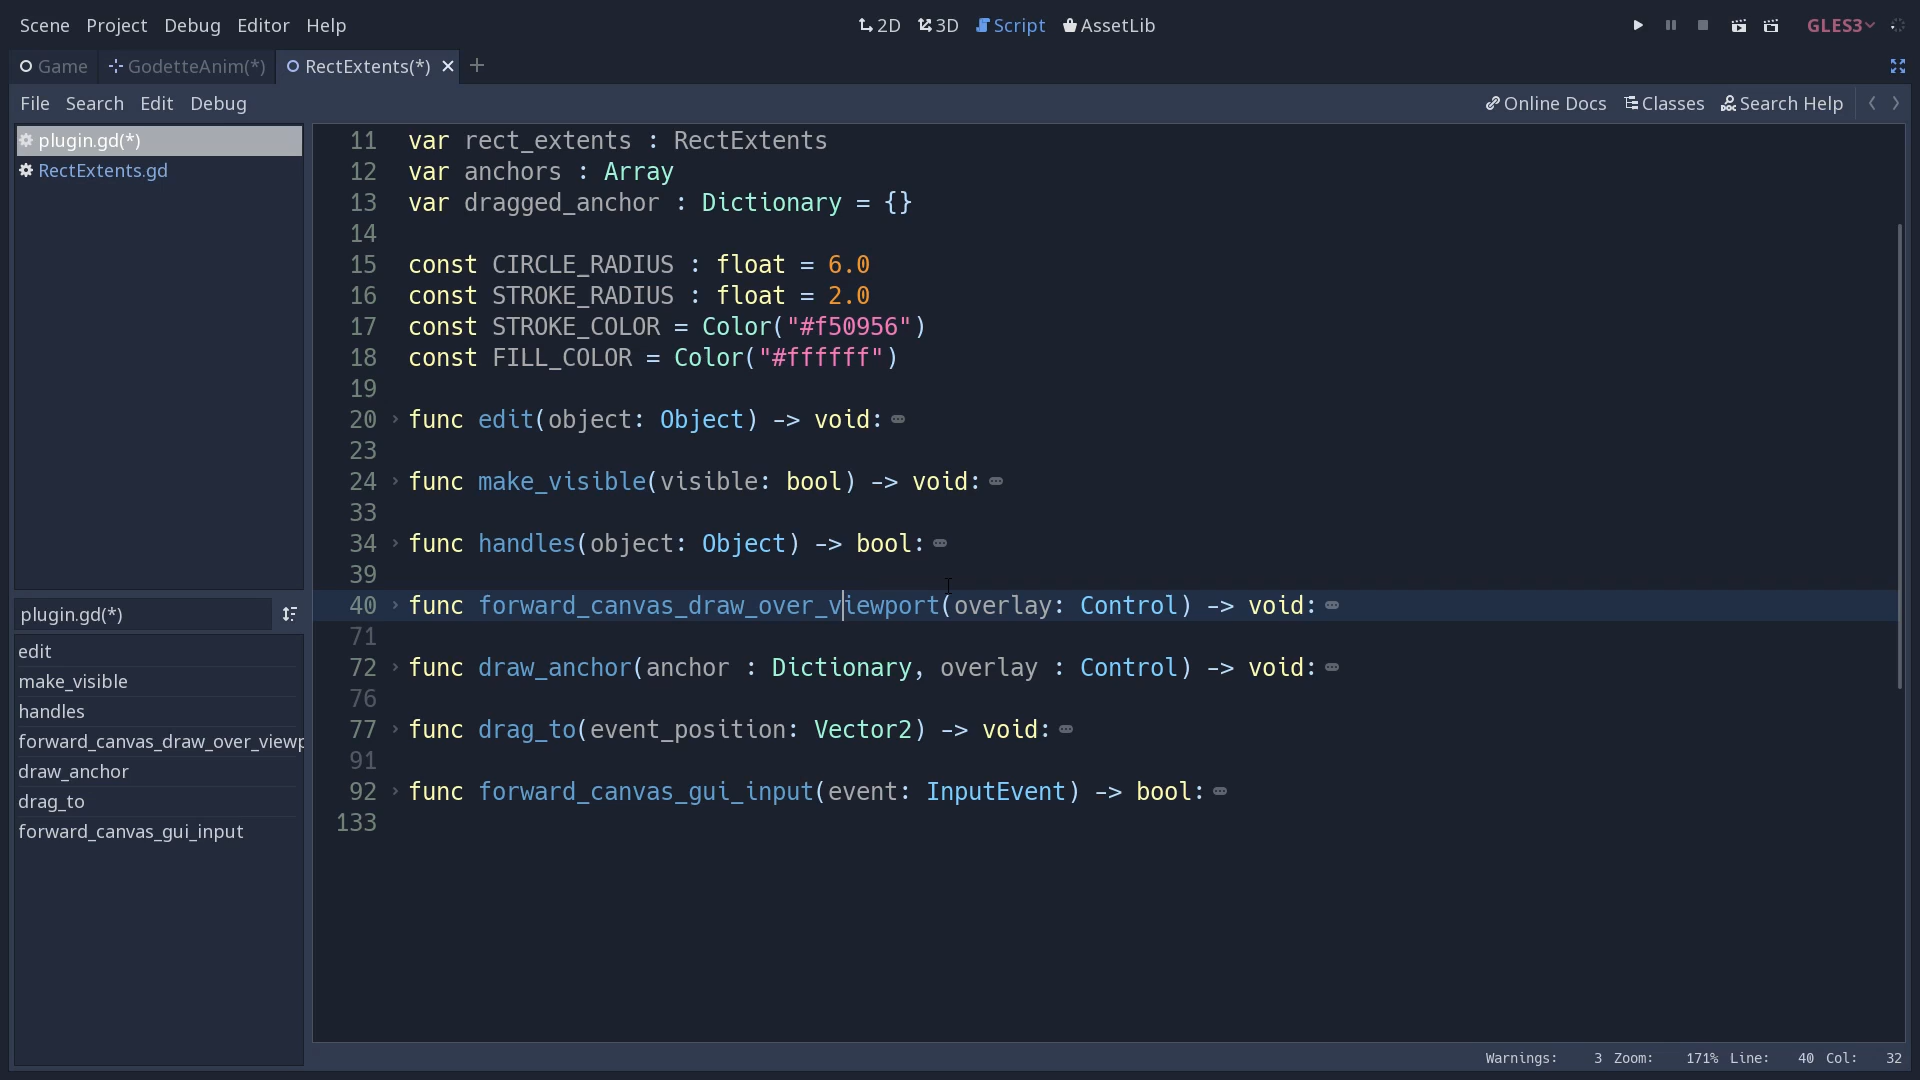 Scene Project Debug Editor Help 2D 3D Script AssetLib GLES3
Game GodetteAnim(*) RectExtents(*)
File Search Edit Debug Online Docs Classes Search Help
plugin.gd(*)
RectExtents.gd
plugin.gd(*)
edit
make_visible
handles
forward_canvas_draw_over_viewp
draw_anchor
drag_to
forward_canvas_gui_input
11 var rect_extents : RectExtents
12 var anchors : Array
13 var dragged_anchor : Dictionary = {}
14
15 const CIRCLE_RADIUS : float = 6.0
16 const STROKE_RADIUS : float = 2.0
17 const STROKE_COLOR = Color("#f50956")
18 const FILL_COLOR = Color("#ffffff")
19
20 func edit(object: Object) -> void:
23
24 func make_visible(visible: bool) -> void:
33
34 func handles(object: Object) -> bool:
39
40 func forward_canvas_draw_over_viewport(overlay: Control) -> void:
71
72 func draw_anchor(anchor : Dictionary, overlay : Control) -> void:
76
77 func drag_to(event_position: Vector2) -> void:
91
92 func forward_canvas_gui_input(event: InputEvent) -> bool:
133
Warnings: 3 Zoom: 171% Line: 40 Col: 32